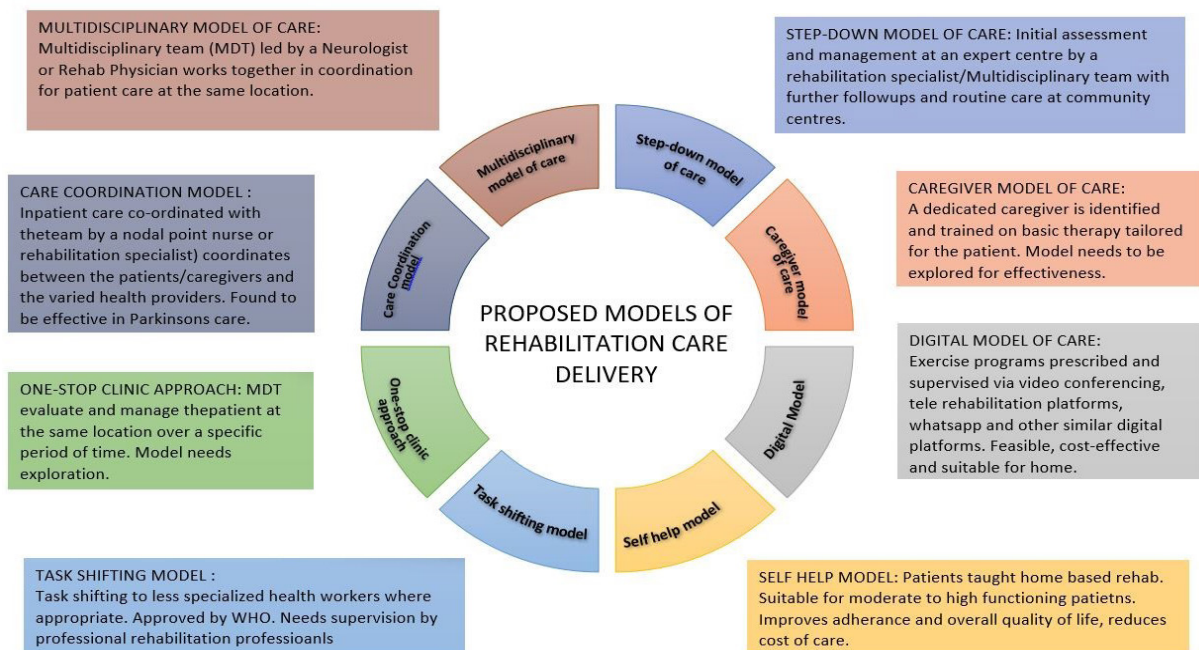 MULTIDISCIPLINARY MODEL OF CARE:
Multidisciplinary team (MDT) led by a Neurologist
or Rehab Physician works together in coordination
for patient care at the same location.
STEP-DOWN MODEL OF CARE: Initial assessment
and management at an expert centre by a
rehabilitation specialist/Multidisciplinary team with
further followups and routine care at community
centres.
CARE COORDINATION MODEL :
Inpatient care co-ordinated with
theteam by a nodal point nurse or
rehabilitation specialist) coordinates
between the patients/caregivers and
the varied health providers. Found to
be effective in Parkinsons care.
CAREGIVER MODEL OF CARE:
A dedicated caregiver is identified
and trained on basic therapy tailored
for the patient. Model needs to be
explored for effectiveness.
ONE-STOP CLINIC APPROACH: MDT
evaluate and manage thepatient at
the same location over a specific
period of time. Model needs
exploration.
DIGITAL MODEL OF CARE:
Exercise programs prescribed and
supervised via video conferencing,
tele rehabilitation platforms,
whatsapp and other similar digital
platforms. Feasible, cost-effective
and suitable for home.
TASK SHIFTING MODEL :
Task shifting to less specialized health workers where
appropriate. Approved by WHO. Needs supervision by
professional rehabilitation professioanls
SELF HELP MODEL: Patients taught home based rehab.
Suitable for moderate to high functioning patietns.
Improves adherance and overall quality of life, reduces
cost of care.
Multidisciplinary
model of care
Step-down model
of care
Caregiver model
of care
Digital Model
Self help model
Task shifting model
One-stop clinic
approach
Care Coordination
model
PROPOSED MODELS OF
REHABILITATION CARE
DELIVERY